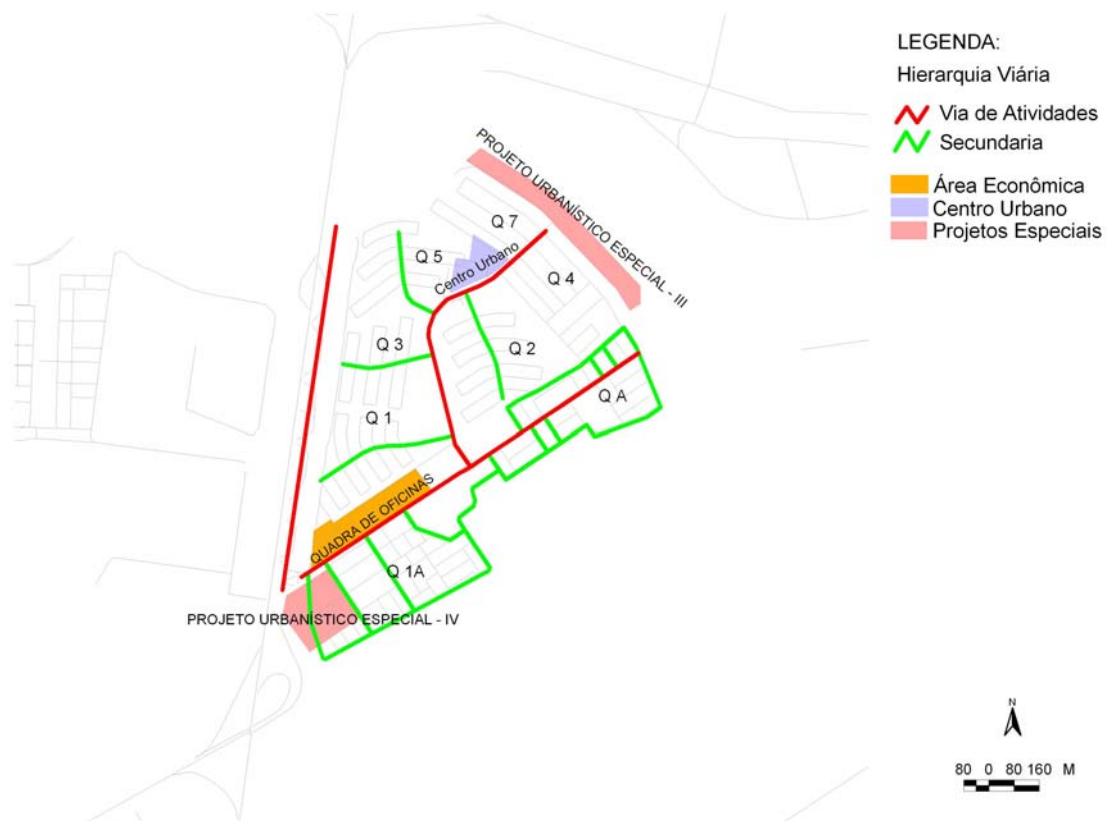 LEGENDA:
Hierarquia Viária
Via de Atividades
Secundaria
Área Econômica
Centro Urbano
Projetos Especiais
PROJETO URBANÍSTICO ESPECIAL - III
Q 7
Q 5
Centro Urbano
Q 4
Q 3
Q 2
Q A
Q 1
QUADRA DE OFICINAS
Q 1A
PROJETO URBANÍSTICO ESPECIAL - IV
N
80 0 80 160 M